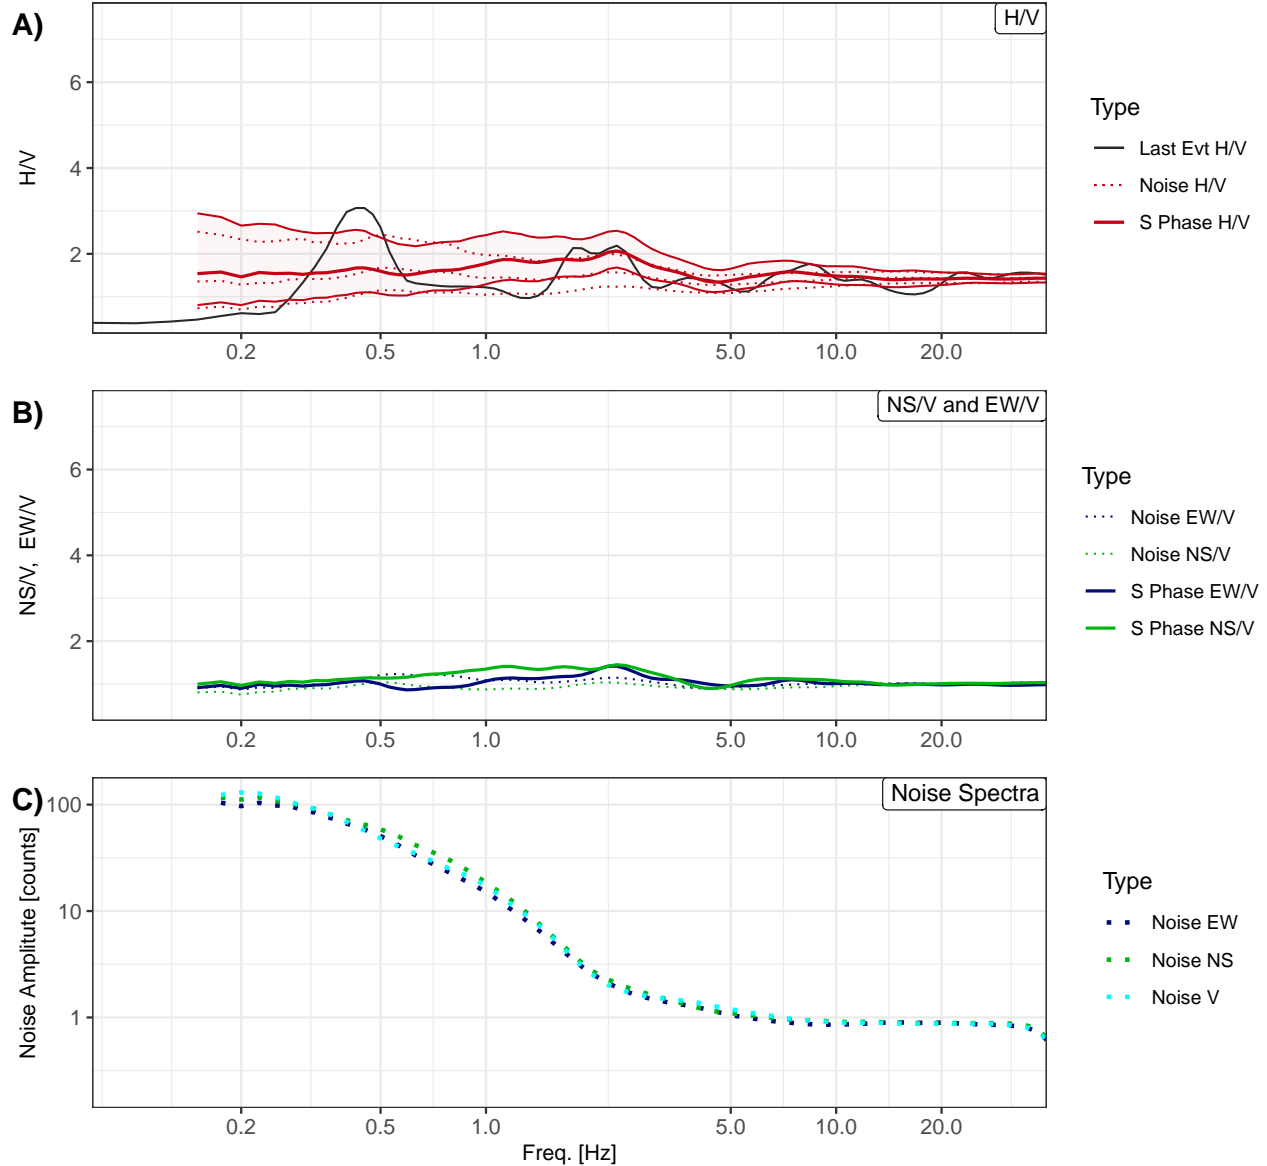 A)
H/V
6
4
2
H/V
0.2 0.5 1.0 5.0 10.0 20.0
Type
Last Evt H/V
Noise H/V
S Phase H/V
B)
NS/V and EW/V
6
4
2
NS/V, EW/V
0.2 0.5 1.0 5.0 10.0 20.0
Type
Noise EW/V
Noise NS/V
S Phase EW/V
S Phase NS/V
C)
Noise Spectra
100
10
1
Noise Amplitute [counts]
0.2 0.5 1.0 5.0 10.0 20.0
Freq. [Hz]
Type
Noise EW
Noise NS
Noise V